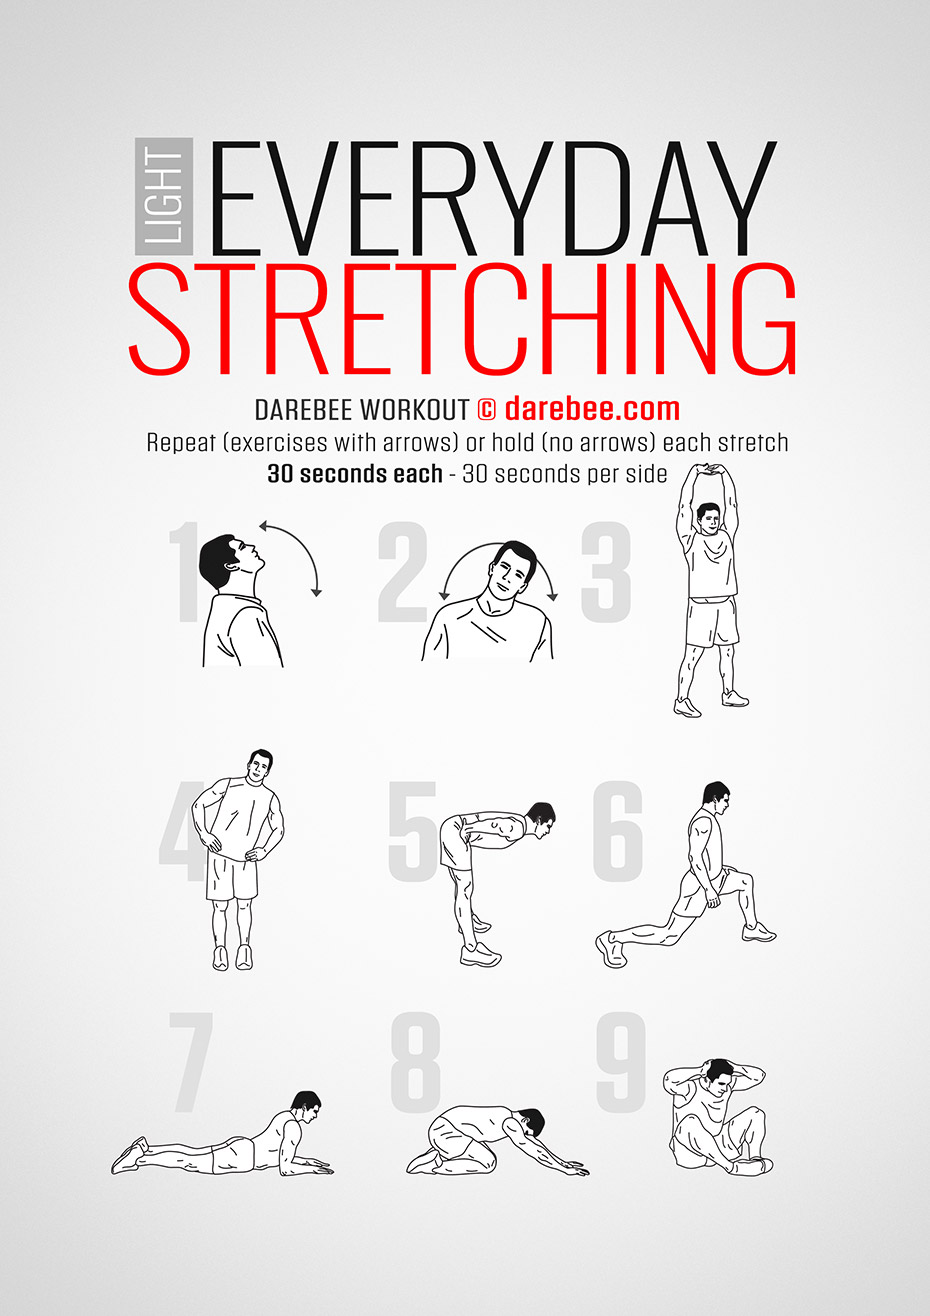 LIGHT
EVERYDAY
STRETCHING
DAREBEE WORKOUT © darebee.com
Repeat (exercises with arrows) or hold (no arrows) each stretch
30 seconds each - 30 seconds per side
1 2 3
4 5 6
7 8 9